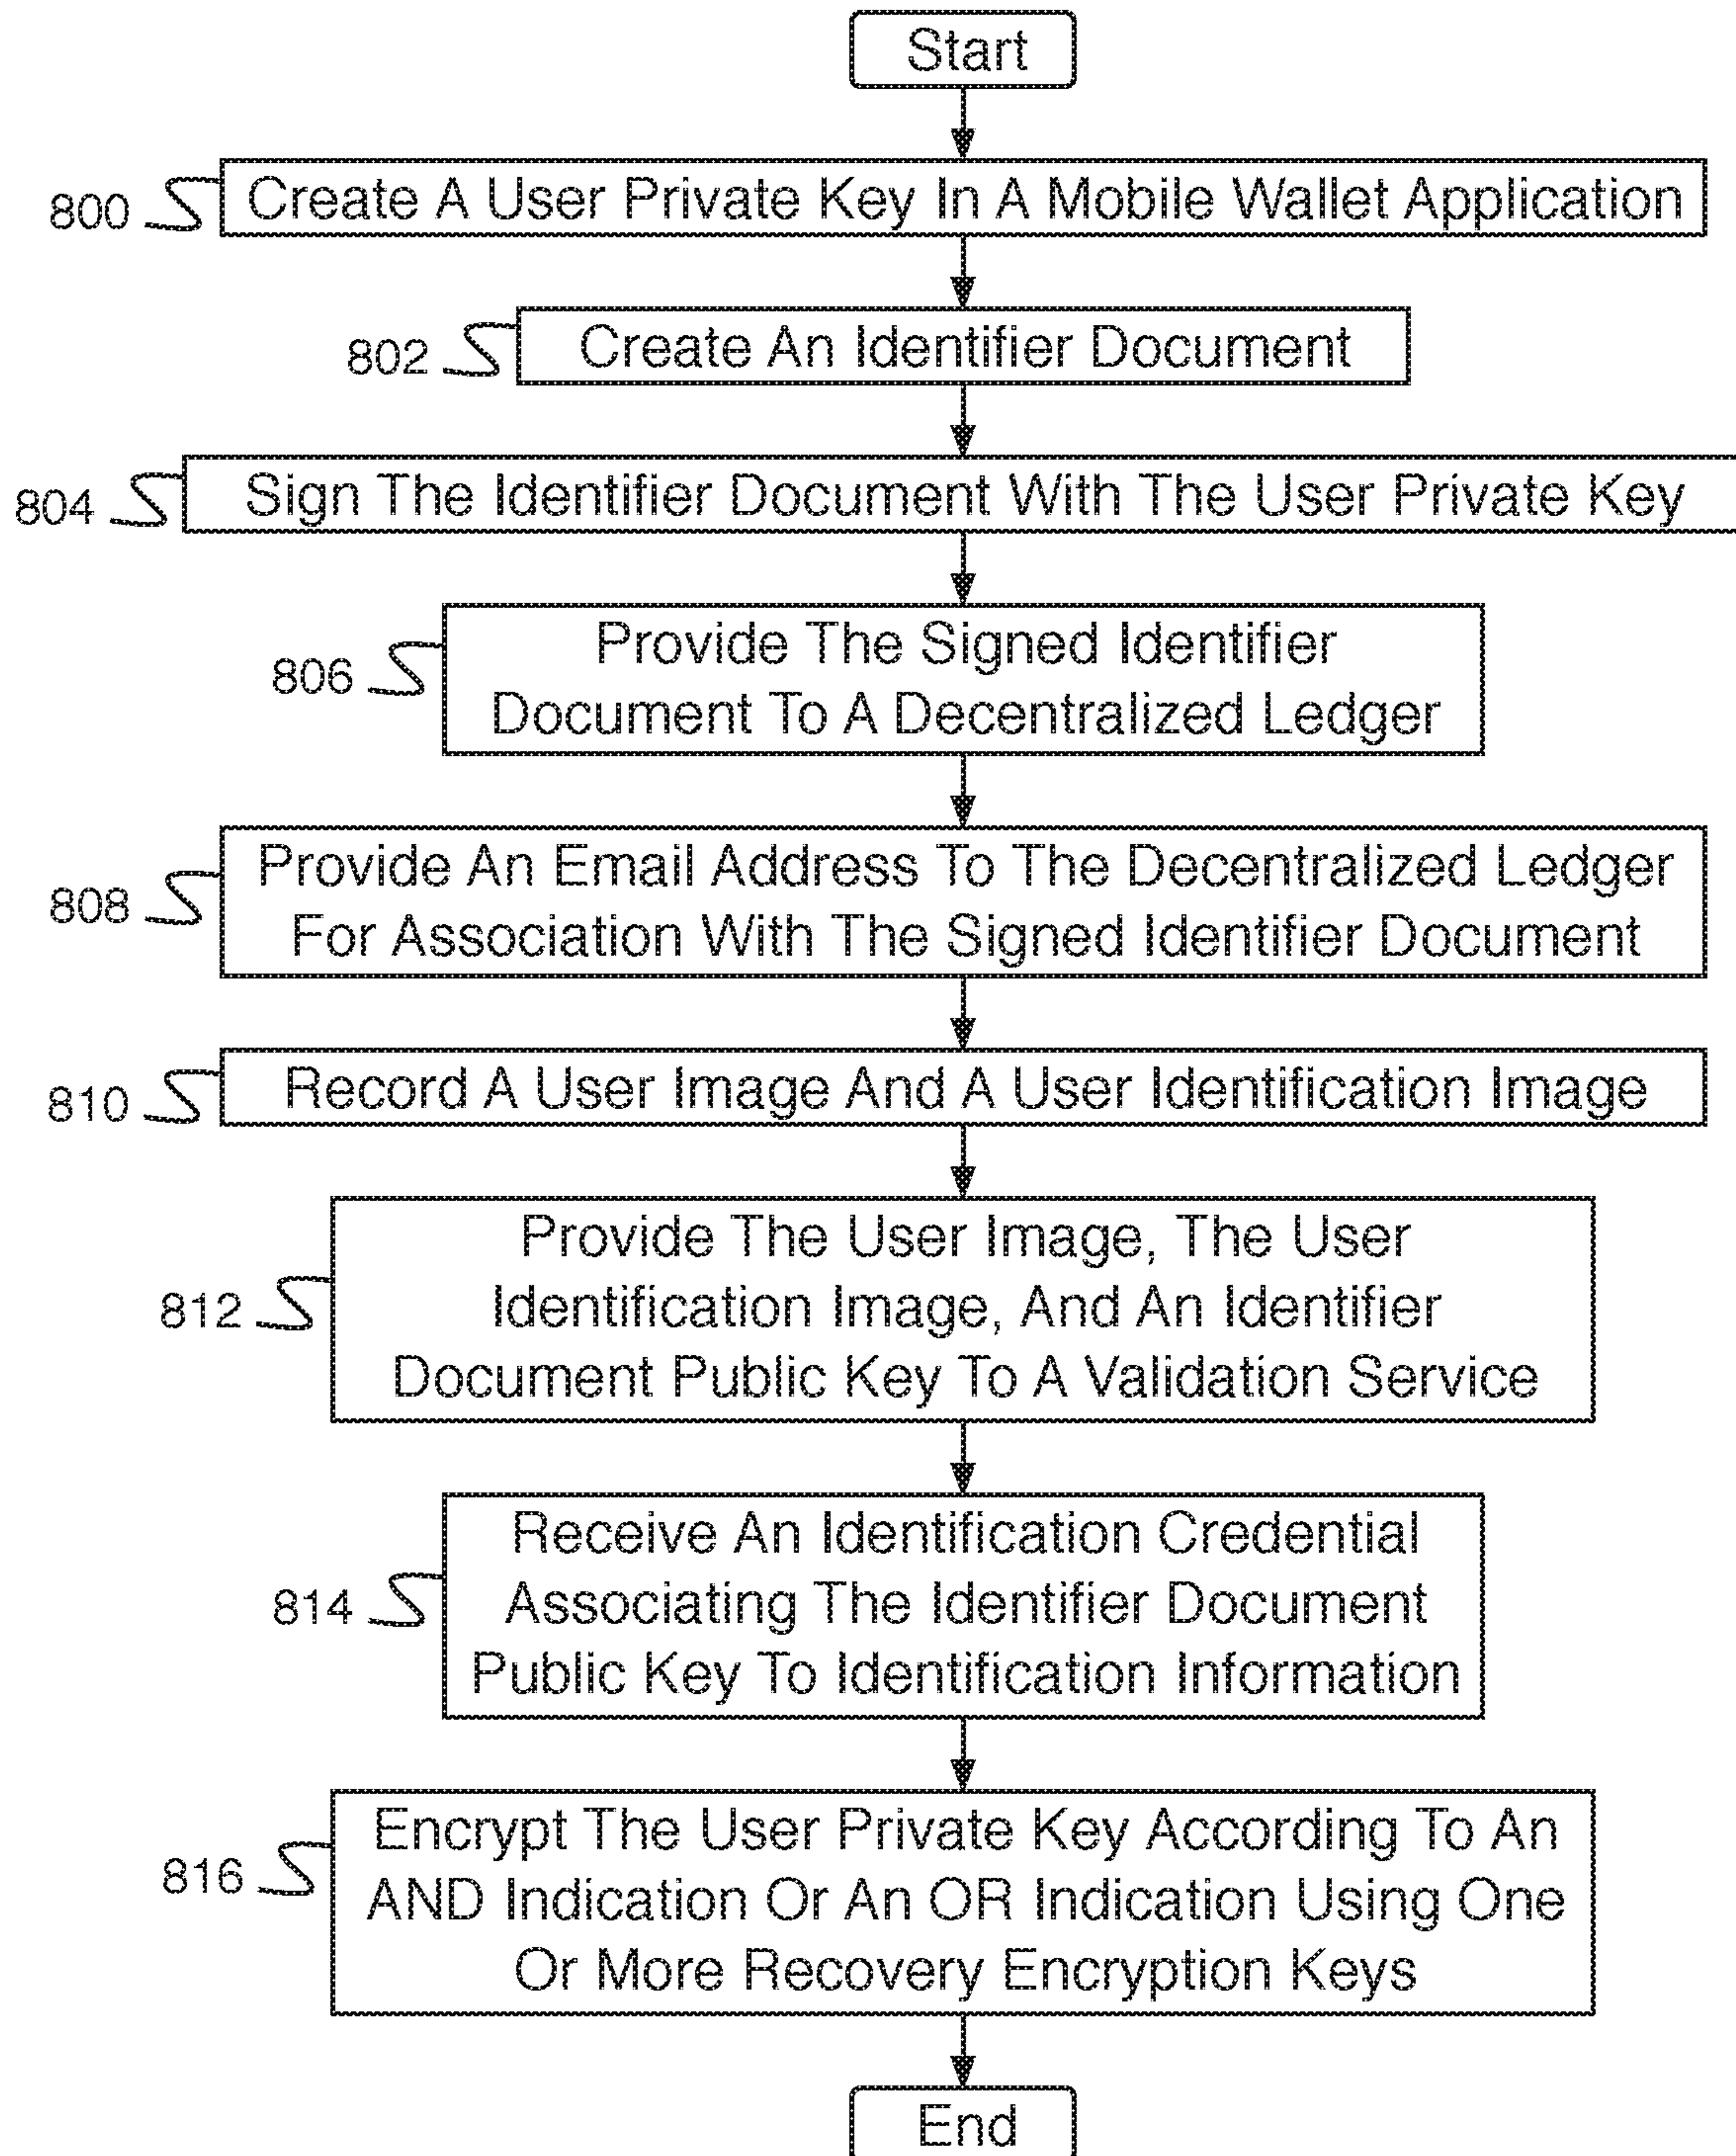 Start
800
Create A User Private Key In A Mobile Wallet Application
802
Create An Identifier Document
804
Sign The Identifier Document With The User Private Key
806
Provide The Signed Identifier
Document To A Decentralized Ledger
808
Provide An Email Address To The Decentralized Ledger
For Association With The Signed Identifier Document
810
Record A User Image And A User Identification Image
812
Provide The User Image, The User
Identification Image, And An Identifier
Document Public Key To A Validation Service
814
Receive An Identification Credential
Associating The Identifier Document
Public Key To Identification Information
816
Encrypt The User Private Key According To An
AND Indication Or An OR Indication Using One
Or More Recovery Encryption Keys
End